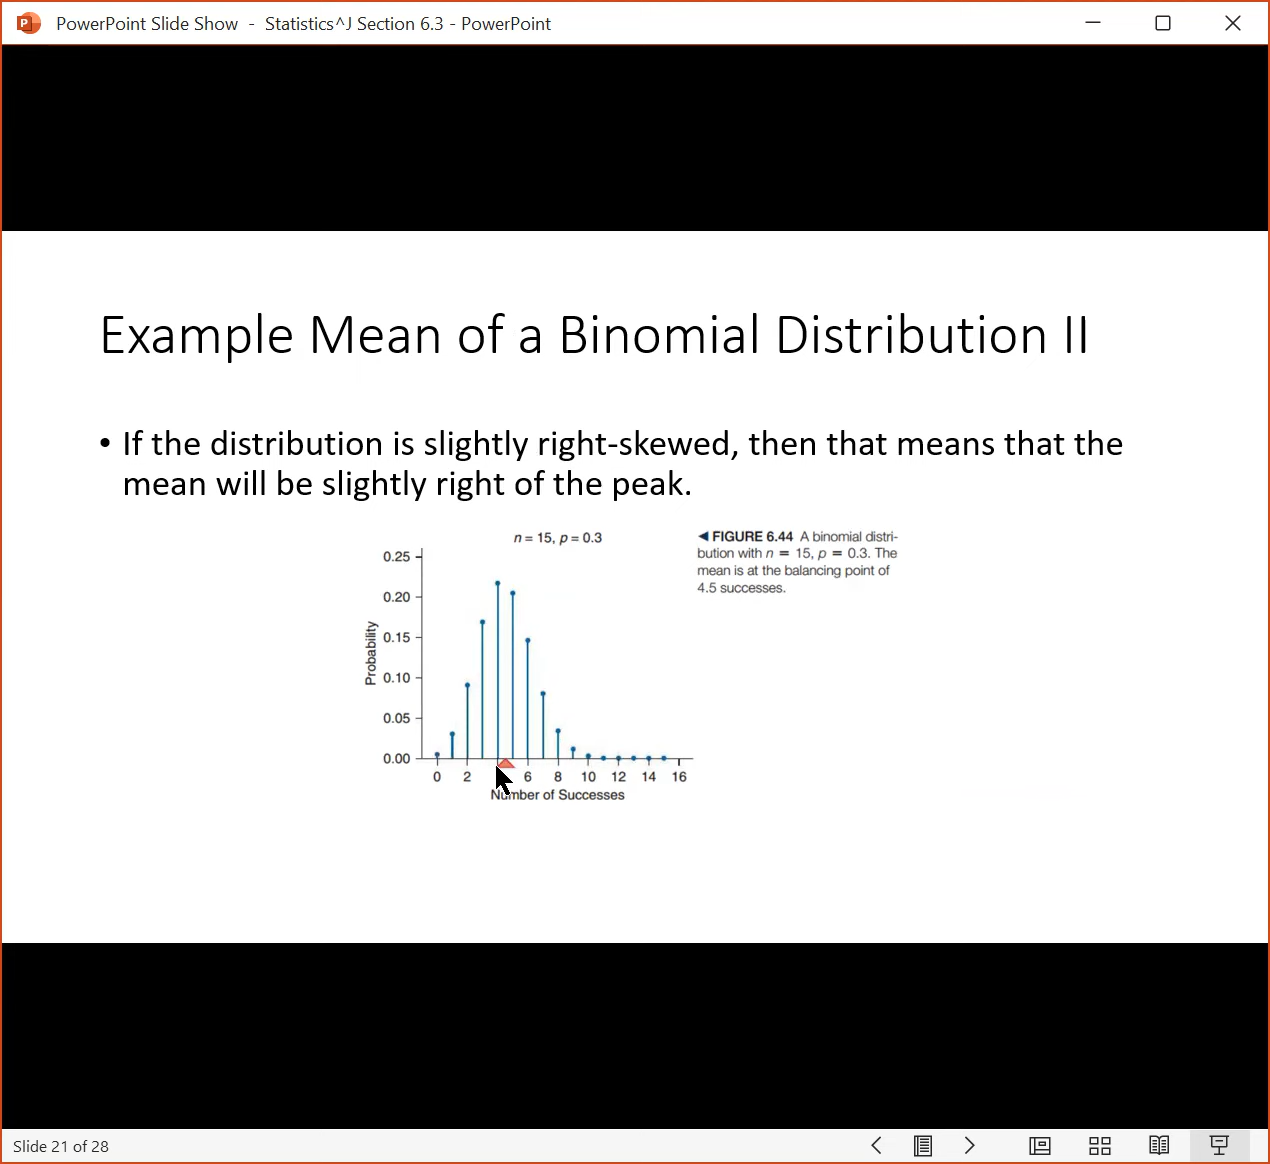 PowerPoint Slide Show - Statistics^J Section 6.3 - PowerPoint
Example Mean of a Binomial Distribution II
• If the distribution is slightly right-skewed, then that means that the
mean will be slightly right of the peak.
n = 15, p = 0.3
0.25
0.20
0.15
0.10
0.05
0.00
Probability
0 2 6 8 10 12 14 16
Number of Successes
◄ FIGURE 6.44 A binomial distri-
bution with n = 15, p = 0.3. The
mean is at the balancing point of
4.5 successes.
Slide 21 of 28